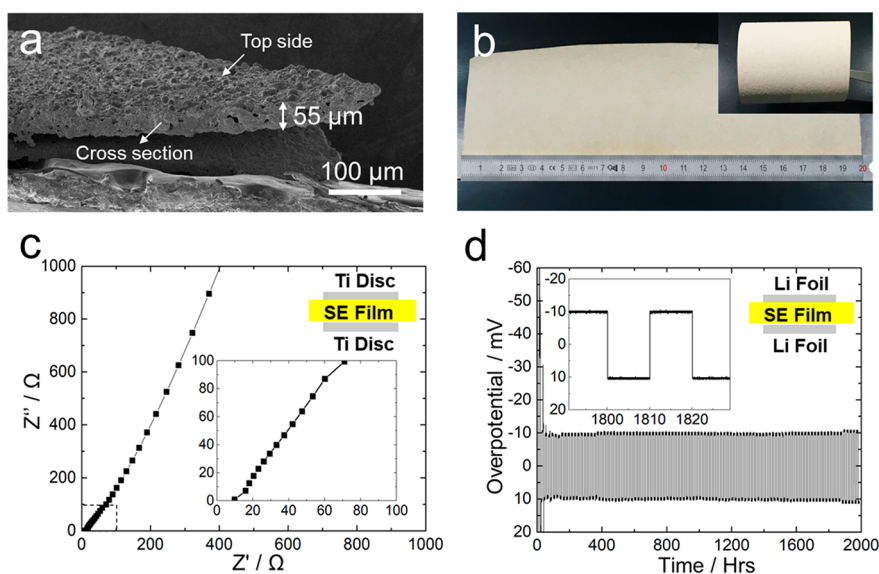 a
Top side
55 μm
Cross section
100 μm
b
1 2 3 4 5 6 7 8 9 10 11 12 13 14 15 16 17 18 19 20
c
1000
800
600
400
200
0
Z'' / Ω
0 200 400 600 800 1000
Z' / Ω
Ti Disc
SE Film
Ti Disc
100
80
60
40
20
0
0 20 40 60 80 100
d
-60
-50
-40
-30
-20
-10
0
10
20
Overpotential / mV
0 400 800 1200 1600 2000
Time / Hrs
-20
-10
0
10
20
1800 1810 1820
Li Foil
SE Film
Li Foil